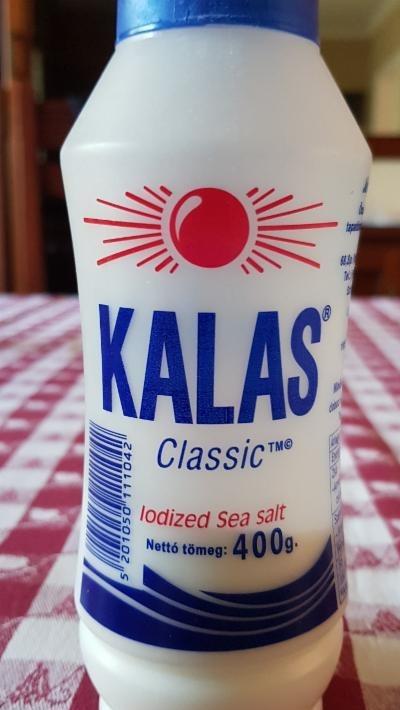 KALAS®
Classic™©
Iodized Sea salt
Nettó tömeg: 400g.
5 201050 111042